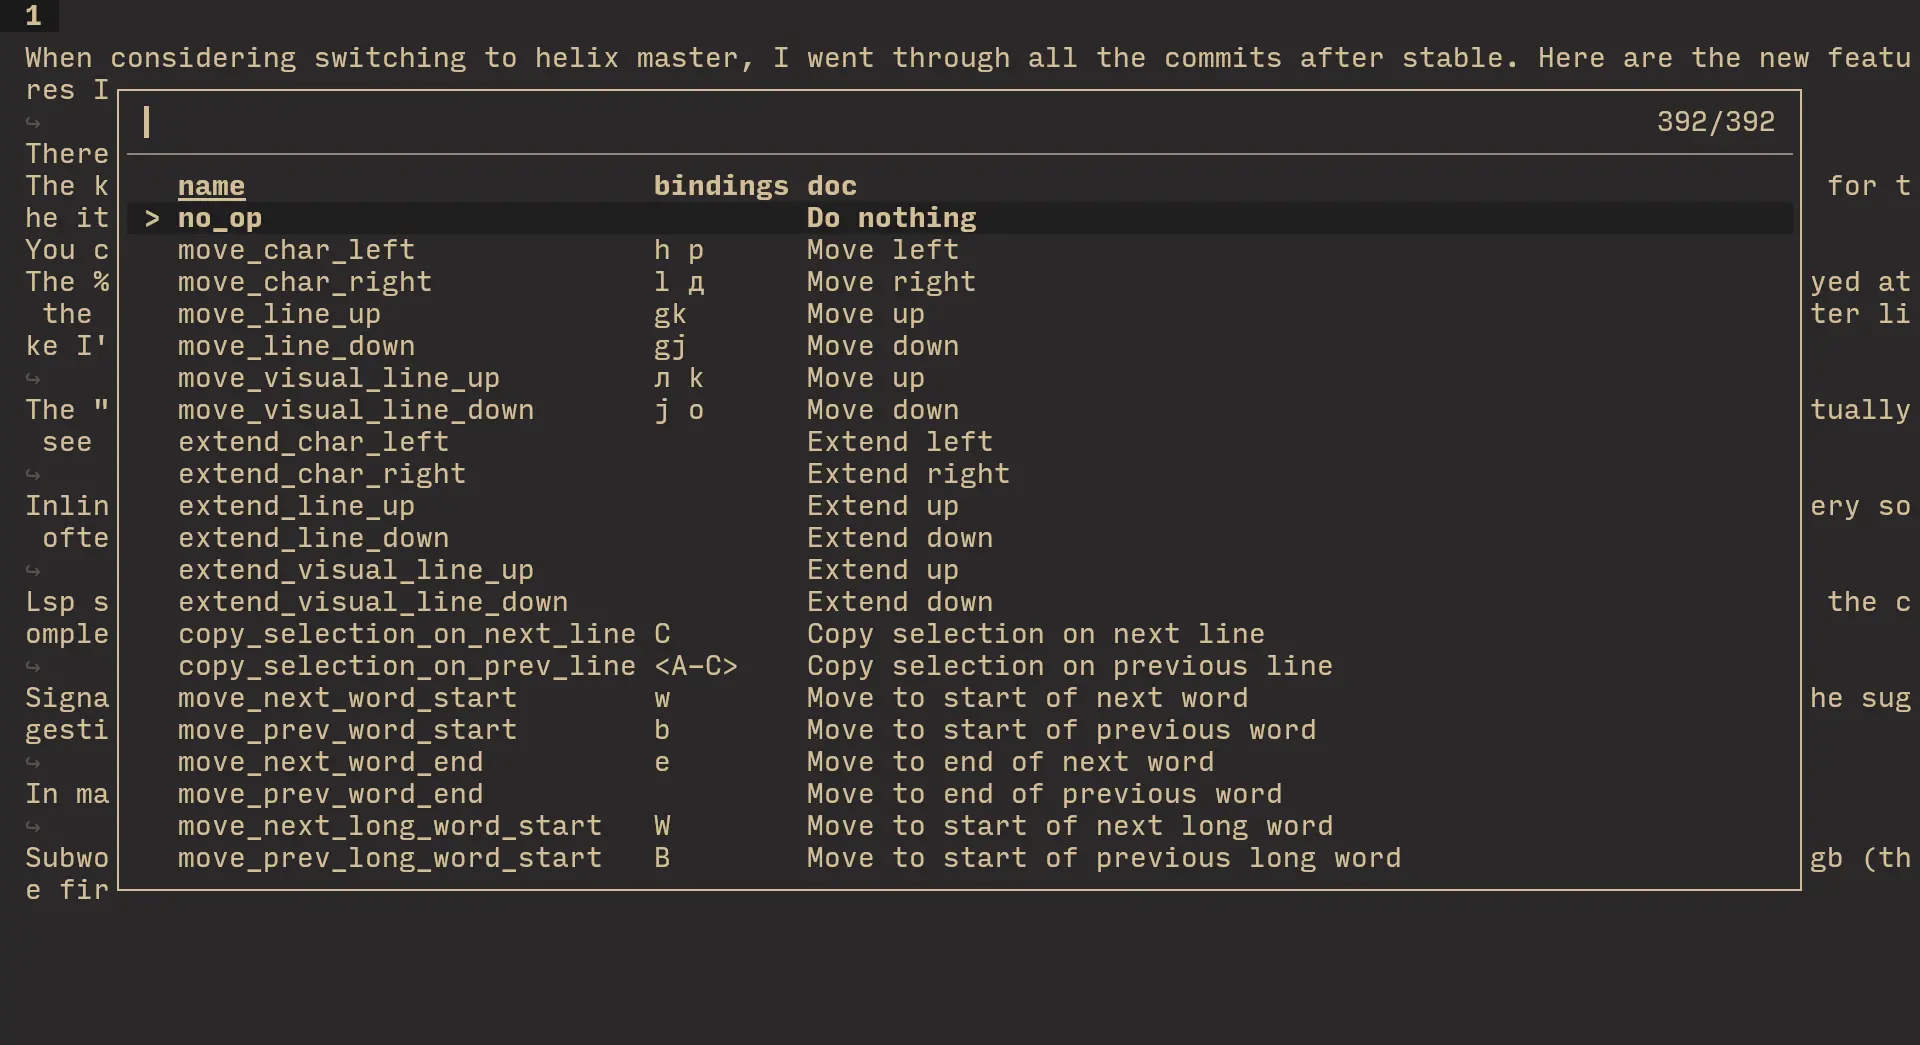 1
When considering switching to helix master, I went through all the commits after stable. Here are the new featu
res I
↪
392/392
There
The k name bindings doc for t
he it > no_op Do nothing
You c move_char_left h р Move left
The % move_char_right l д Move right yed at
the move_line_up gk Move up ter li
ke I' move_line_down gj Move down
↪ move_visual_line_up л k Move up
The " move_visual_line_down j о Move down tually
see extend_char_left Extend left
↪ extend_char_right Extend right
Inlin extend_line_up Extend up ery so
ofte extend_line_down Extend down
↪ extend_visual_line_up Extend up
Lsp s extend_visual_line_down Extend down the c
omple copy_selection_on_next_line C Copy selection on next line
↪ copy_selection_on_prev_line <A-C> Copy selection on previous line
Signa move_next_word_start w Move to start of next word he sug
gesti move_prev_word_start b Move to start of previous word
↪ move_next_word_end e Move to end of next word
In ma move_prev_word_end Move to end of previous word
↪ move_next_long_word_start W Move to start of next long word
Subwo move_prev_long_word_start B Move to start of previous long word gb (th
e fir